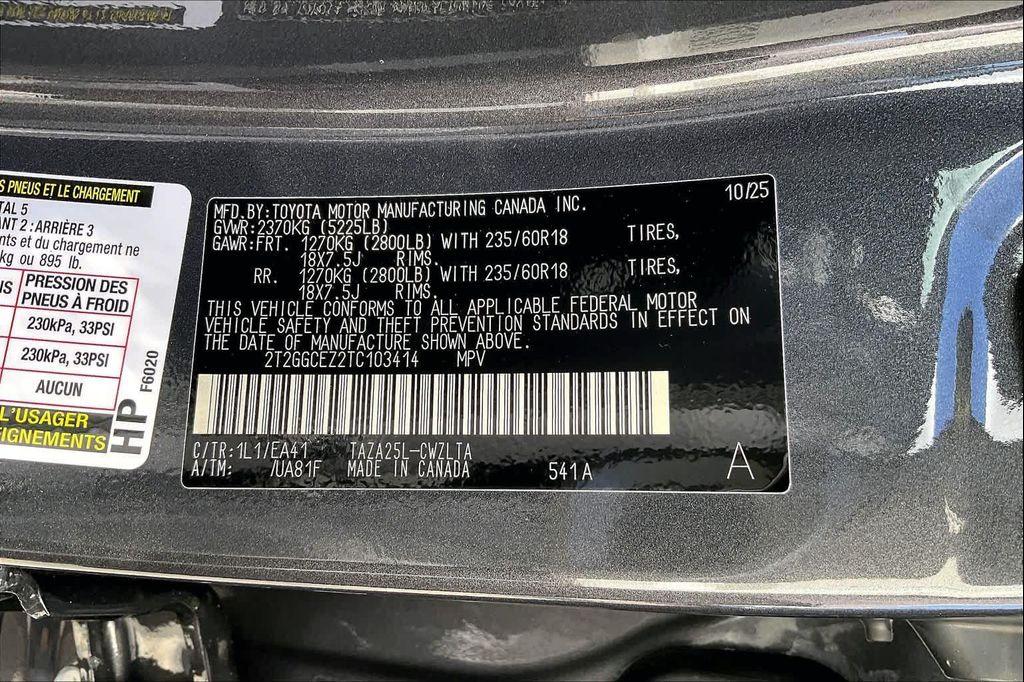 S PNEUS ET LE CHARGEMENT
TAL 5
ANT 2 : ARRIÈRE 3
ents et du chargement ne
kg ou 895 lb.
NS PRESSION DES
PNEUS À FROID
230kPa, 33PSI
230kPa, 33PSI
AUCUN
L'USAGER
EIGNEMENTS
HP
F6020
10/25
MFD.BY:TOYOTA MOTOR MANUFACTURING CANADA INC.
GVWR:2370KG (5225LB)
GAWR:FRT. 1270KG (2800LB) WITH 235/60R18 TIRES,
18X7.5J RIMS.
RR. 1270KG (2800LB) WITH 235/60R18 TIRES,
18X7.5J RIMS.
THIS VEHICLE CONFORMS TO ALL APPLICABLE FEDERAL MOTOR
VEHICLE SAFETY AND THEFT PREVENTION STANDARDS IN EFFECT ON
THE DATE OF MANUFACTURE SHOWN ABOVE.
2T2GGCEZ2TC103414 MPV
C/TR:1L1/EA41 TAZA25L-CWZLTA
A/TM: /UA81F MADE IN CANADA 541A A